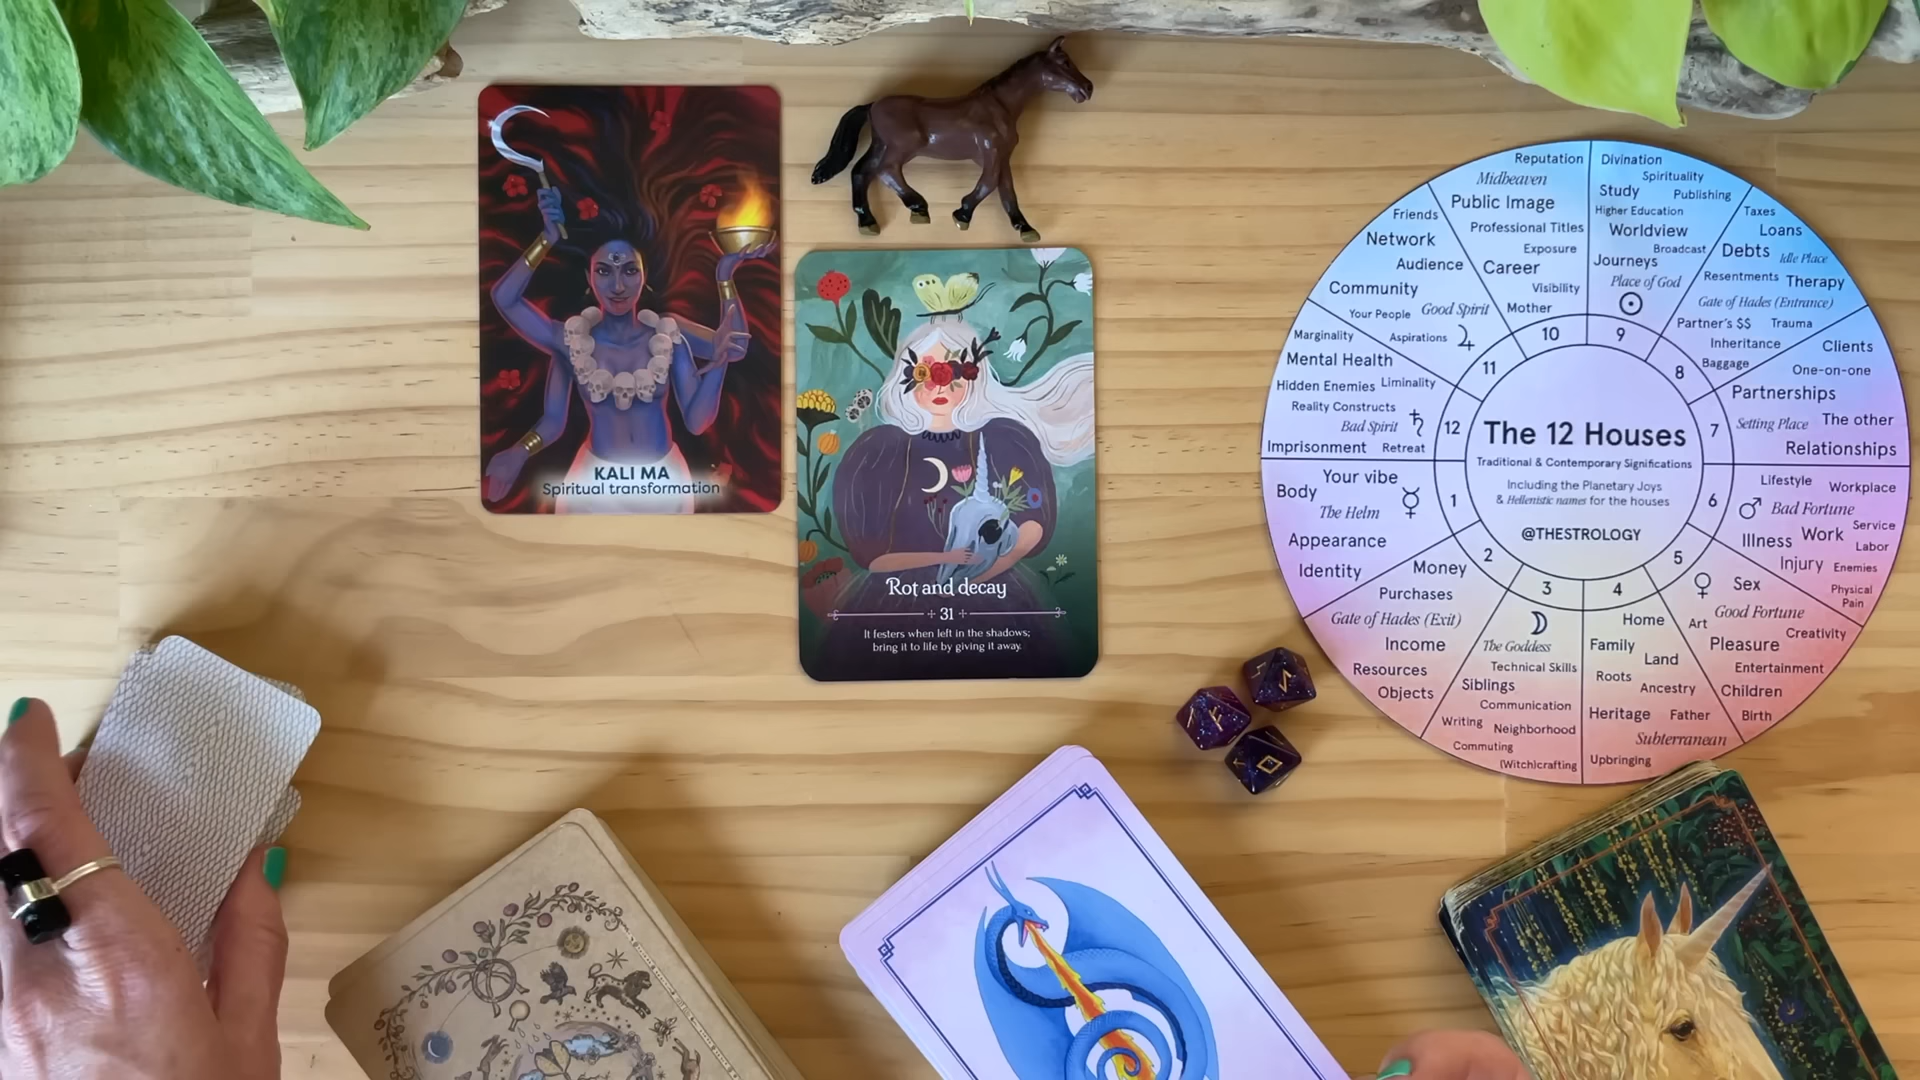 KALI MA
Spiritual transformation
Rot and decay
31
It festers when left in the shadows;
bring it to life by giving it away.
The 12 Houses
Traditional & Contemporary Significations
Including the Planetary Joys
& Hellenistic names for the houses
@THESTROLOGY
1
Your vibe
Body
The Helm
Appearance
Identity
2
Money
Purchases
Gate of Hades (Exit)
Income
Resources
Objects
3
The Goddess
Technical Skills
Siblings
Communication
Writing
Neighborhood
Commuting
(Witch)crafting
4
Home
Family
Land
Roots
Ancestry
Heritage
Father
Subterranean
Upbringing
5
Sex
Good Fortune
Art
Creativity
Pleasure
Entertainment
Children
Birth
6
Lifestyle
Workplace
Bad Fortune
Service
Illness
Work
Labor
Injury
Enemies
Physical
Pain
7
Clients
One-on-one
Partnerships
Setting Place
The other
Relationships
8
Taxes
Loans
Debts
Idle Place
Resentments
Therapy
Gate of Hades (Entrance)
Partner's $$
Trauma
Inheritance
Baggage
9
Divination
Spirituality
Study
Publishing
Higher Education
Worldview
Broadcast
Journeys
Place of God
10
Reputation
Midheaven
Public Image
Professional Titles
Exposure
Career
Visibility
Mother
11
Friends
Network
Audience
Community
Your People
Good Spirit
Aspirations
12
Marginality
Mental Health
Hidden Enemies
Liminality
Reality Constructs
Bad Spirit
Imprisonment
Retreat